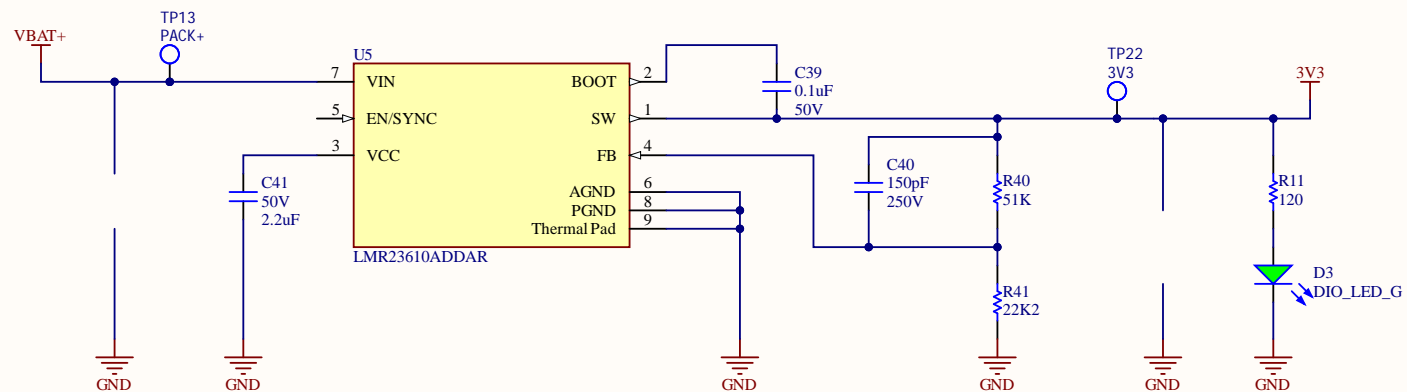 TP13
PACK+
VBAT+
U5
7
VIN
BOOT
2
5
EN/SYNC
SW
1
3
VCC
FB
4
AGND
6
PGND
8
Thermal Pad
9
LMR23610ADDAR
C41
50V
2.2uF
C39
0.1uF
50V
C40
150pF
250V
R40
51K
R41
22K2
TP22
3V3
3V3
R11
120
D3
DIO_LED_G
GND
GND
GND
GND
GND
GND